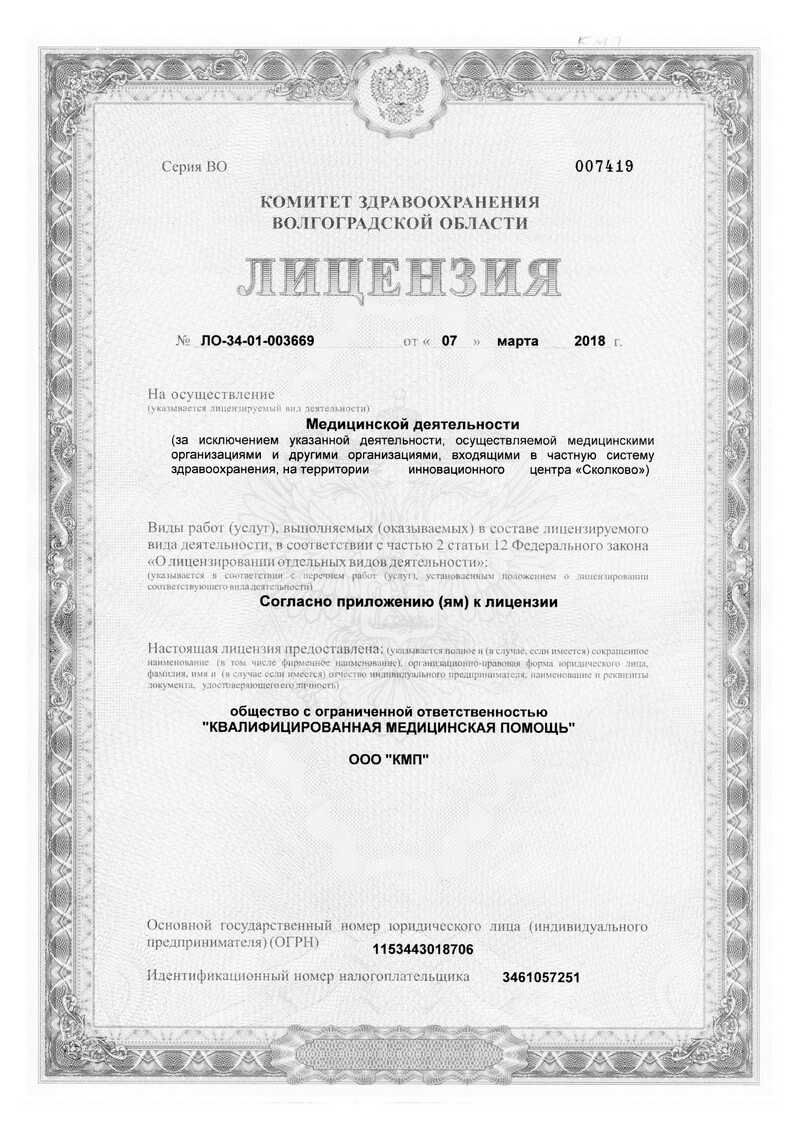 КМП
Серия ВО 007419
КОМИТЕТ ЗДРАВООХРАНЕНИЯ
ВОЛГОГРАДСКОЙ ОБЛАСТИ
ЛИЦЕНЗИЯ
№ ЛО-34-01-003669 от « 07 » марта 2018 г.
На осуществление
(указывается лицензируемый вид деятельности)
Медицинской деятельности
(за исключением указанной деятельности, осуществляемой медицинскими
организациями и другими организациями, входящими в частную систему
здравоохранения, на территории инновационного центра «Сколково»)
Виды работ (услуг), выполняемых (оказываемых) в составе лицензируемого
вида деятельности, в соответствии с частью 2 статьи 12 Федерального закона
«О лицензировании отдельных видов деятельности»:
(указывается в соответствии с перечнем работ (услуг), установленным положением о лицензировании
соответствующего вида деятельности)
Согласно приложению (ям) к лицензии
Настоящая лицензия предоставлена: (указывается полное и (в случае, если имеется) сокращенное
наименование (в том числе фирменное наименование), организационно-правовая форма юридического лица,
фамилия, имя и (в случае если имеется) отчество индивидуального предпринимателя, наименование и реквизиты
документа, удостоверяющего его личность)
общество с ограниченной ответственностью
"КВАЛИФИЦИРОВАННАЯ МЕДИЦИНСКАЯ ПОМОЩЬ"
ООО "КМП"
Основной государственный номер юридического лица (индивидуального
предпринимателя) (ОГРН) 1153443018706
Идентификационный номер налогоплательщика 3461057251